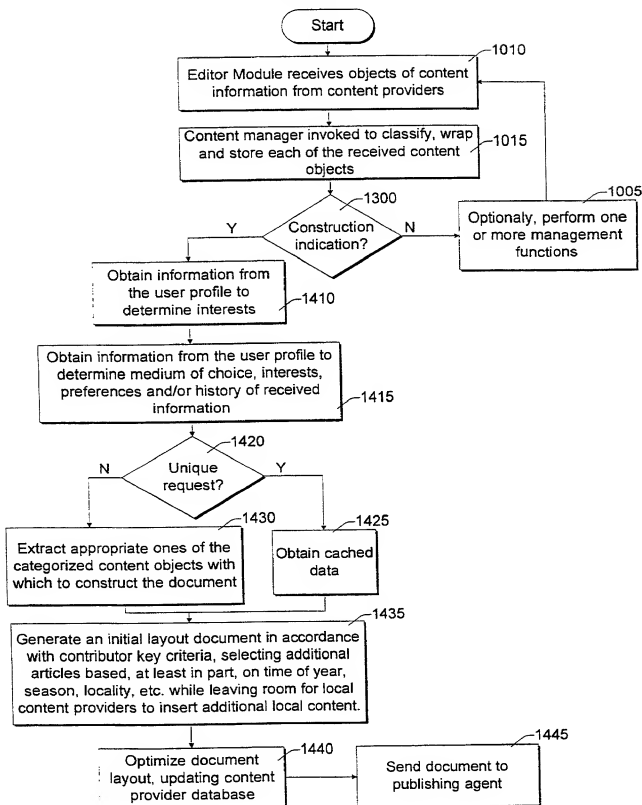 Start
1010
Editor Module receives objects of content
information from content providers
Content manager invoked to classify, wrap
and store each of the received content
objects
1015
1300
Construction
indication?
Y
N
1005
Optionaly, perform one
or more management
functions
Obtain information from
the user profile to
determine interests
1410
Obtain information from the user profile to
determine medium of choice, interests,
preferences and/or history of received
information
1415
1420
Unique
request?
N
Y
1430
Extract appropriate ones of the
categorized content objects with
which to construct the document
1425
Obtain cached
data
1435
Generate an initial layout document in accordance
with contributor key criteria, selecting additional
articles based, at least in part, on time of year,
season, locality, etc. while leaving room for local
content providers to insert additional local content.
1440
Optimize document
layout, updating content
provider database
1445
Send document to
publishing agent